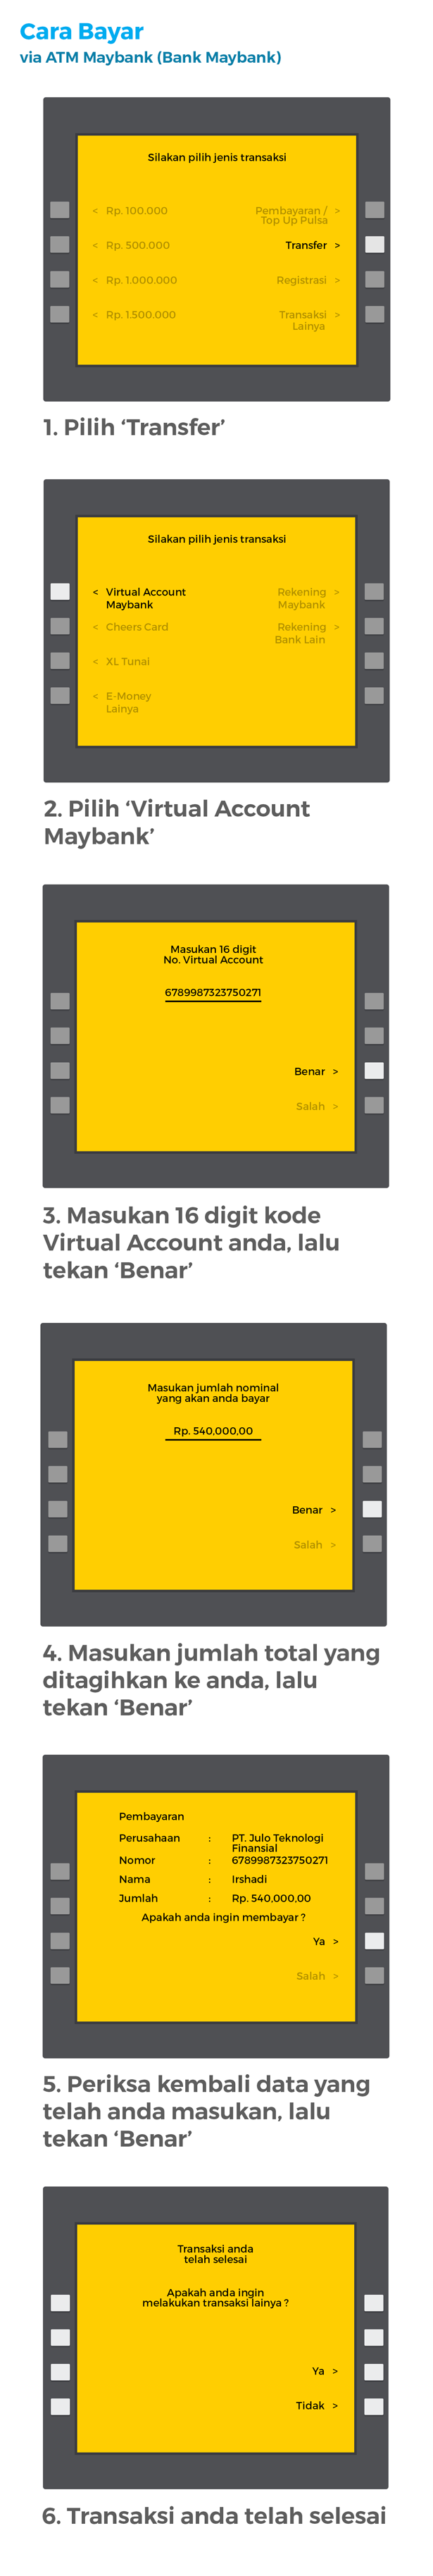 Cara Bayar
via ATM Maybank (Bank Maybank)
Silakan pilih jenis transaksi
< Rp. 100.000
Pembayaran / >
Top Up Pulsa
< Rp. 500.000
Transfer >
< Rp. 1.000.000
Registrasi >
< Rp. 1.500.000
Transaksi >
Lainya
1. Pilih ‘Transfer’
Silakan pilih jenis transaksi
< Virtual Account
Maybank
Rekening >
Maybank
< Cheers Card
Rekening >
Bank Lain
< XL Tunai
< E-Money
Lainya
2. Pilih ‘Virtual Account
Maybank’
Masukan 16 digit
No. Virtual Account
6789987323750271
Benar >
Salah >
3. Masukan 16 digit kode
Virtual Account anda, lalu
tekan ‘Benar’
Masukan jumlah nominal
yang akan anda bayar
Rp. 540,000,00
Benar >
Salah >
4. Masukan jumlah total yang
ditagihkan ke anda, lalu
tekan ‘Benar’
Pembayaran
Perusahaan : PT. Julo Teknologi
Finansial
Nomor : 6789987323750271
Nama : Irshadi
Jumlah : Rp. 540,000,00
Apakah anda ingin membayar ?
Ya >
Salah >
5. Periksa kembali data yang
telah anda masukan, lalu
tekan ‘Benar’
Transaksi anda
telah selesai
Apakah anda ingin
melakukan transaksi lainya ?
Ya >
Tidak >
6. Transaksi anda telah selesai